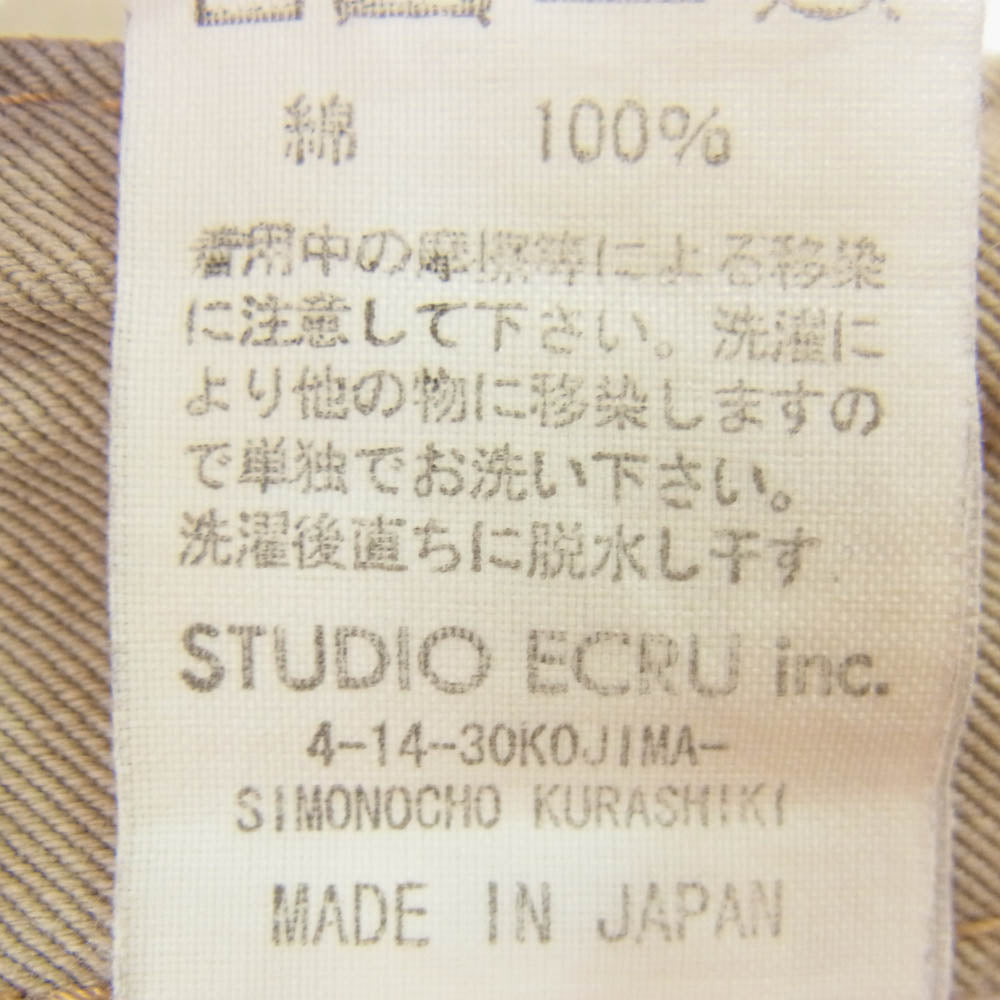 綿 100%
着用中の摩擦等による移染
に注意して下さい。洗濯に
より他の物に移染しますの
で単独でお洗い下さい。
洗濯後直ちに脱水し干す
STUDIO ECRU inc.
4-14-30KOJIMA-
SIMONOCHO KURASHIKI
MADE IN JAPAN